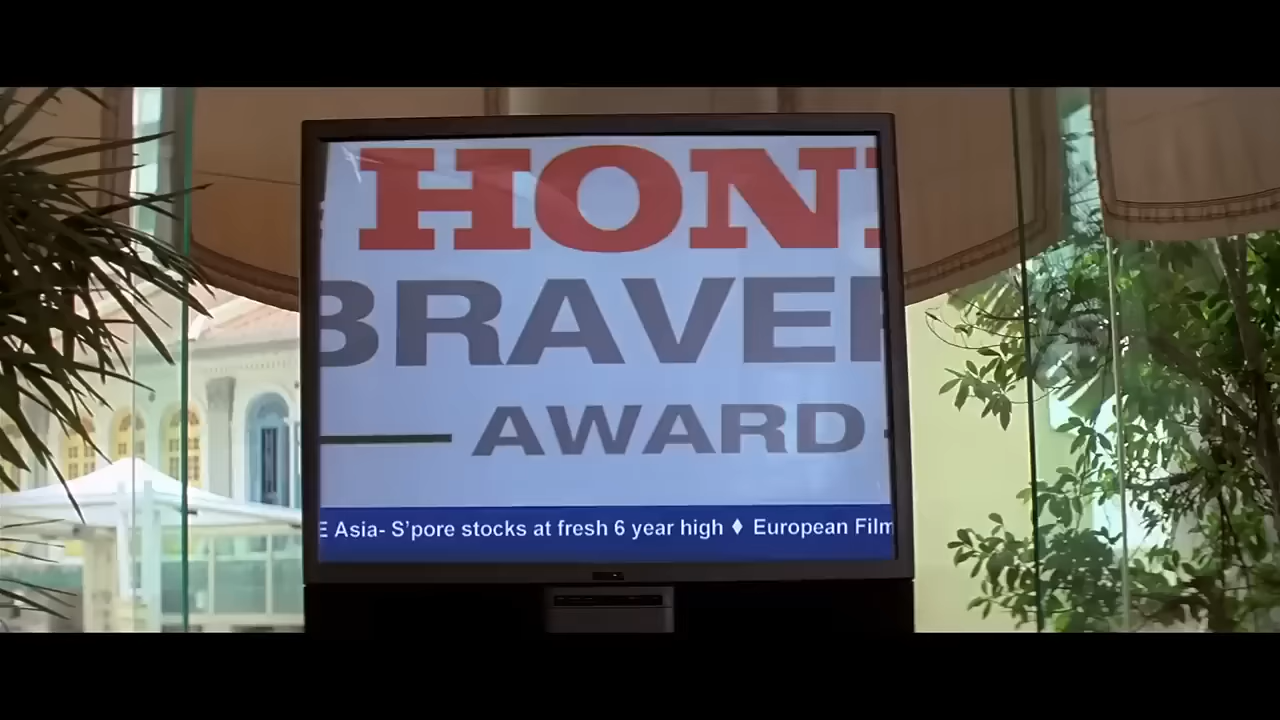 HON
BRAVE
AWARD
E Asia- S'pore stocks at fresh 6 year high ♦ European Film